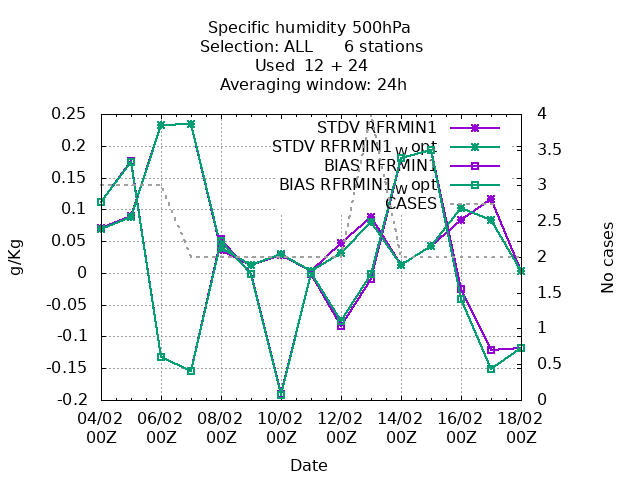 Specific humidity 500hPa
Selection: ALL 6 stations
Used 12 + 24
Averaging window: 24h
STDV RFRMIN1
STDV RFRMIN1_W opt
BIAS RFRMIN1
BIAS RFRMIN1_W opt
CASES
g/Kg
0.25
0.2
0.15
0.1
0.05
0
-0.05
-0.1
-0.15
-0.2
No cases
4
3.5
3
2.5
2
1.5
1
0.5
0
04/02 06/02 08/02 10/02 12/02 14/02 16/02 18/02
00Z 00Z 00Z 00Z 00Z 00Z 00Z 00Z
Date